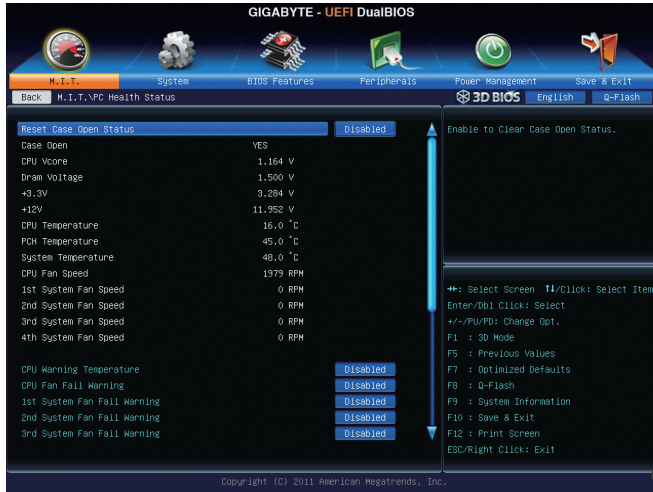 GIGABYTE - UEFI DualBIOS
M.I.T. System BIOS Features Peripherals Power Management Save & Exit
Back M.I.T.\PC Health Status 3D BIOS English Q-Flash
Reset Case Open Status Disabled
Case Open YES
CPU Vcore 1.164 V
Dram Voltage 1.500 V
+3.3V 3.284 V
+12V 11.952 V
CPU Temperature 16.0 °C
PCH Temperature 45.0 °C
System Temperature 48.0 °C
CPU Fan Speed 1979 RPM
1st System Fan Speed 0 RPM
2nd System Fan Speed 0 RPM
3rd System Fan Speed 0 RPM
4th System Fan Speed 0 RPM
CPU Warning Temperature Disabled
CPU Fan Fail Warning Disabled
1st System Fan Fail Warning Disabled
2nd System Fan Fail Warning Disabled
3rd System Fan Fail Warning Disabled
Enable to Clear Case Open Status.
→←: Select Screen ↑↓/Click: Select Item
Enter/Dbl Click: Select
+/-/PU/PD: Change Opt.
F1 : 3D Mode
F5 : Previous Values
F7 : Optimized Defaults
F8 : Q-Flash
F9 : System Information
F10 : Save & Exit
F12 : Print Screen
ESC/Right Click: Exit
Copyright (C) 2011 American Megatrends, Inc.